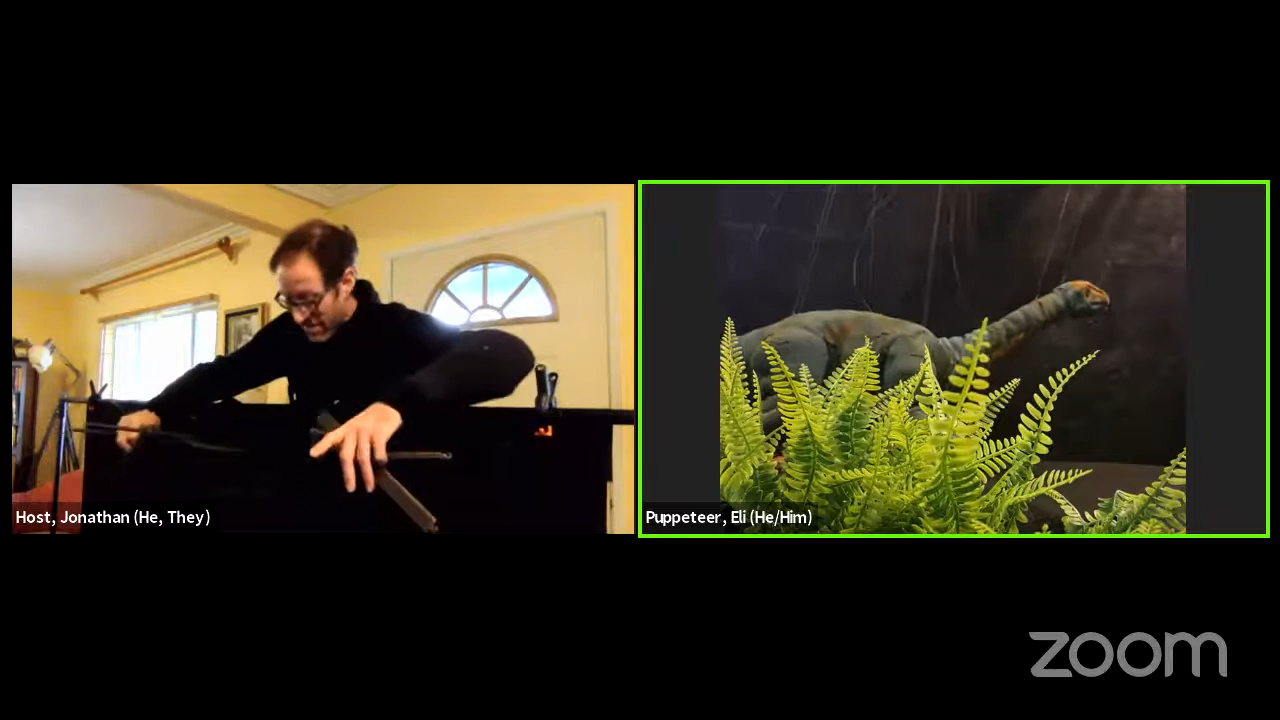 Host, Jonathan (He, They)
Puppeteer, Eli (He/Him)
zoom